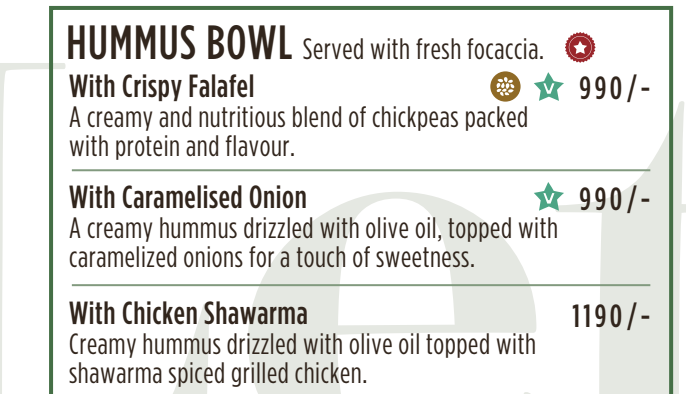 HUMMUS BOWL Served with fresh focaccia.
With Crispy Falafel V 990/-
A creamy and nutritious blend of chickpeas packed
with protein and flavour.
With Caramelised Onion V 990/-
A creamy hummus drizzled with olive oil, topped with
caramelized onions for a touch of sweetness.
With Chicken Shawarma 1190/-
Creamy hummus drizzled with olive oil topped with
shawarma spiced grilled chicken.